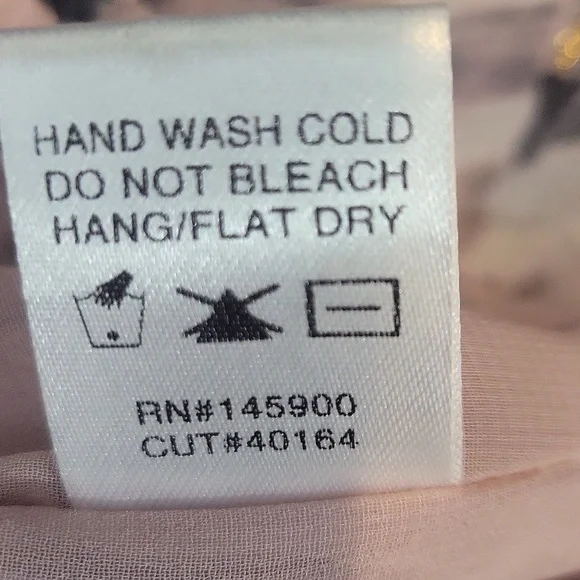 HAND WASH COLD
DO NOT BLEACH
HANG/FLAT DRY
RN#145900
CUT#40164